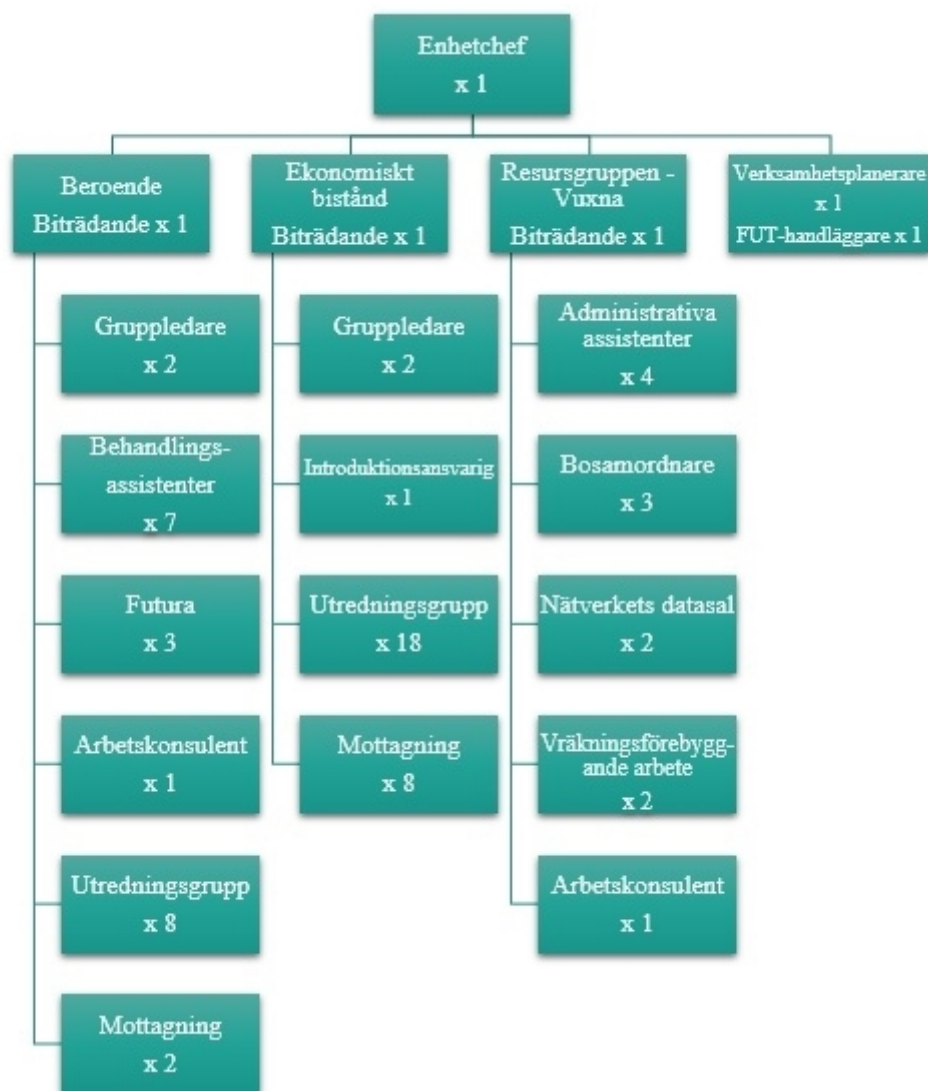 Enhetchef
x 1
Beroende
Biträdande x 1
Gruppledare
x 2
Behandlings-
assistenter
x 7
Futura
x 3
Arbetskonsulent
x 1
Utredningsgrupp
x 8
Mottagning
x 2
Ekonomiskt
bistånd
Biträdande x 1
Gruppledare
x 2
Introduktionsansvarig
x 1
Utredningsgrupp
x 18
Mottagning
x 8
Resursgruppen -
Vuxna
Biträdande x 1
Administrativa
assistenter
x 4
Bosamordnare
x 3
Nätverkets datasal
x 2
Vräkningsförebygg-
ande arbete
x 2
Arbetskonsulent
x 1
Verksamhetsplanerare
x 1
FUT-handläggare x 1